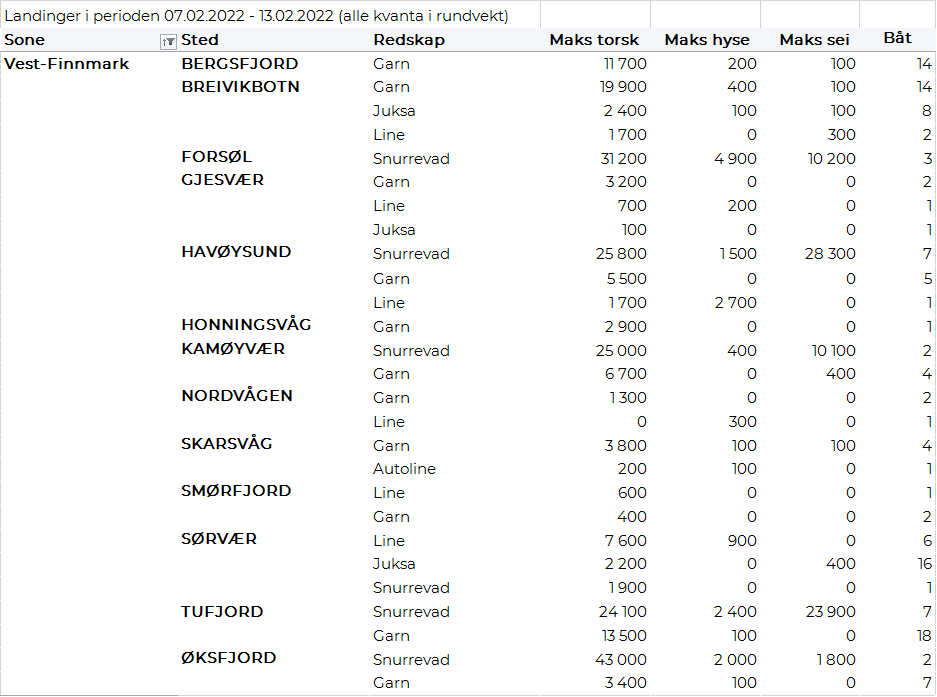 Landinger i perioden 07.02.2022 - 13.02.2022 (alle kvanta i rundvekt)
Sone Sted Redskap Maks torsk Maks hyse Maks sei Båt
Vest-Finnmark BERGSFJORD Garn 11 700 200 100 14
BREIVIKBOTN Garn 19 900 400 100 14
Juksa 2 400 100 100 8
Line 1 700 0 300 2
FORSØL Snurrevad 31 200 4 900 10 200 3
GJESVÆR Garn 3 200 0 0 2
Line 700 200 0 1
Juksa 100 0 0 1
HAVØYSUND Snurrevad 25 800 1 500 28 300 7
Garn 5 500 0 0 5
Line 1 700 2 700 0 1
HONNINGSVÅG Garn 2 900 0 0 1
KAMØYVÆR Snurrevad 25 000 400 10 100 2
Garn 6 700 0 400 4
NORDVÅGEN Garn 1 300 0 0 2
Line 0 300 0 1
SKARSVÅG Garn 3 800 100 100 4
Autoline 200 100 0 1
SMØRFJORD Line 600 0 0 1
Garn 400 0 0 2
SØRVÆR Line 7 600 900 0 6
Juksa 2 200 0 400 16
Snurrevad 1 900 0 0 1
TUFJORD Snurrevad 24 100 2 400 23 900 7
Garn 13 500 100 0 18
ØKSFJORD Snurrevad 43 000 2 000 1 800 2
Garn 3 400 100 0 7